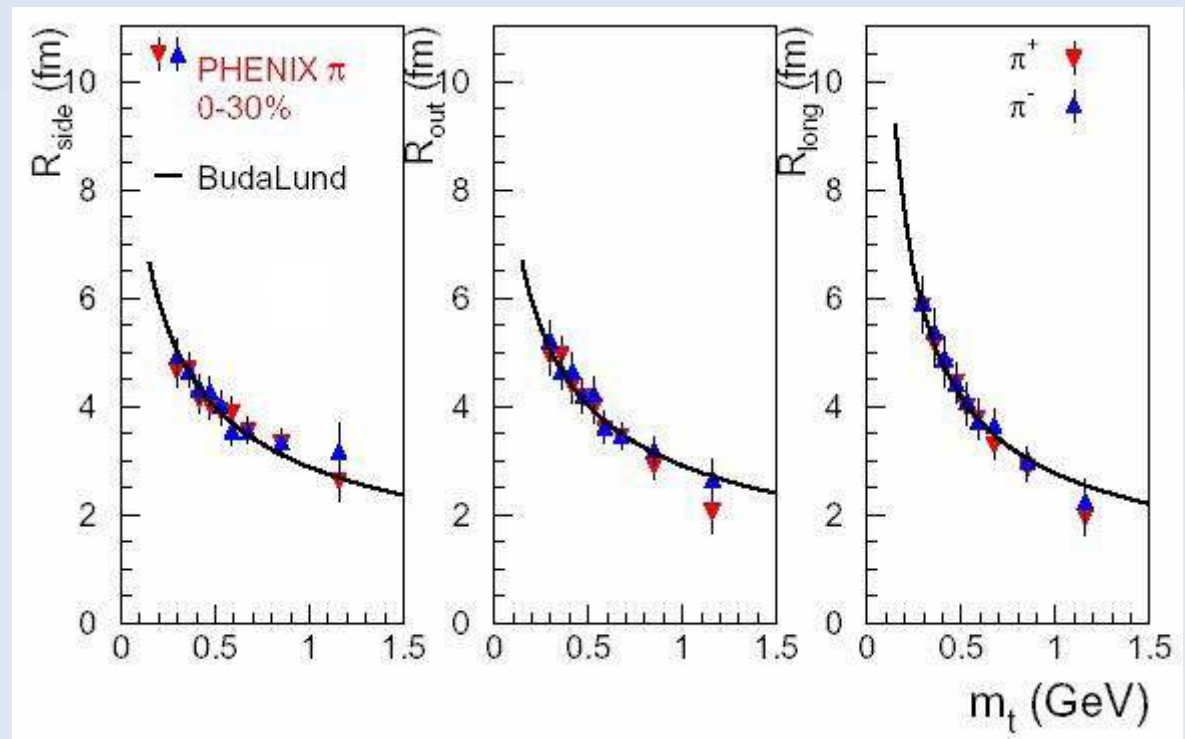 R_side (fm)
10
8
6
4
2
0
0 0.5 1 1.5
PHENIX π
0-30%
BudaLund
R_out (fm)
10
8
6
4
2
0
0 0.5 1 1.5
R_long (fm)
10
8
6
4
2
0
0 0.5 1 1.5
π⁺
π⁻
m_t (GeV)